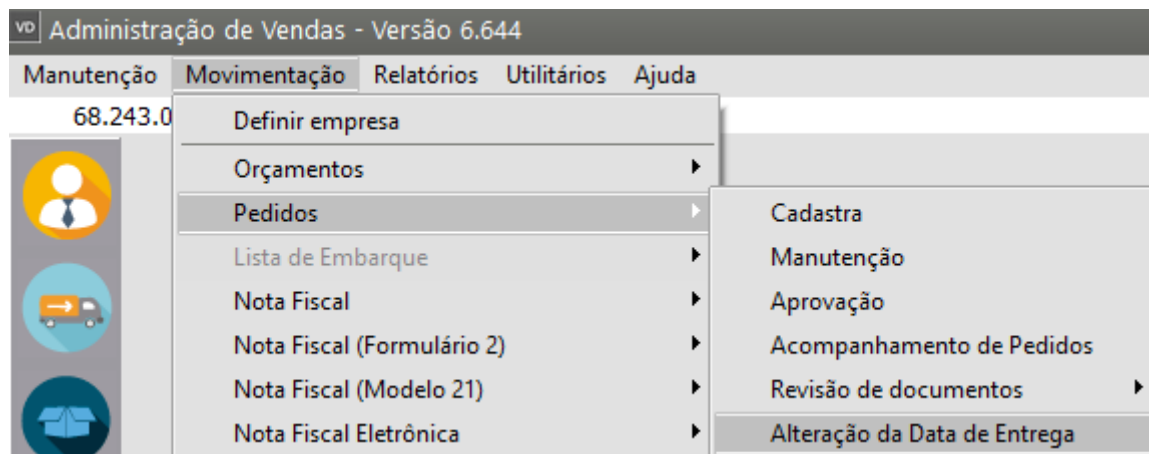 VD Administração de Vendas - Versão 6.644
Manutenção Movimentação Relatórios Utilitários Ajuda
68.243.0
Definir empresa
Orçamentos
Pedidos
Lista de Embarque
Nota Fiscal
Nota Fiscal (Formulário 2)
Nota Fiscal (Modelo 21)
Nota Fiscal Eletrônica
Cadastra
Manutenção
Aprovação
Acompanhamento de Pedidos
Revisão de documentos
Alteração da Data de Entrega